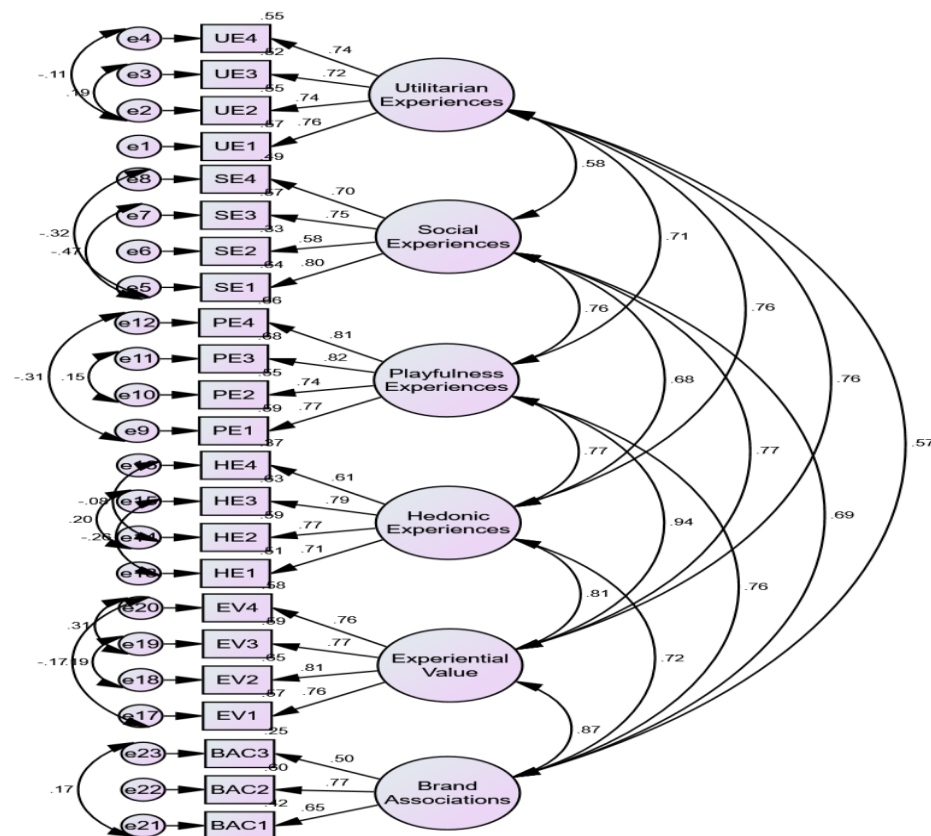 .55
e4 UE4 .74
.52
e3 UE3 .72
-.11
.19
.55
e2 UE2 .74
Utilitarian
Experiences
.57
e1 UE1 .76
.49
e8 SE4 .70
.58
.57
e7 SE3 .75
-.32
-.47
.33
e6 SE2 .58
Social
Experiences
.71
.64
e5 SE1 .80
.66
e12 PE4 .81
.76
.76
.68
e11 PE3 .82
-.31
.15
.55
e10 PE2 .74
Playfulness
Experiences
.68
.76
.59
e9 PE1 .77
.37
HE4 .61
.77
.77
.57
.63
e15 HE3 .79
-.08
.20
.59
HE2 .77
Hedonic
Experiences
.94
.69
.51
HE1 .71
.58
e20 EV4 .76
.81
.76
.31
.59
e19 EV3 .77
-.17
.19
.65
e18 EV2 .81
Experiential
Value
.72
.57
e17 EV1 .76
.25
e23 BAC3 .50
.87
.60
e22 BAC2 .77
.17
Brand
Associations
.42
e21 BAC1 .65